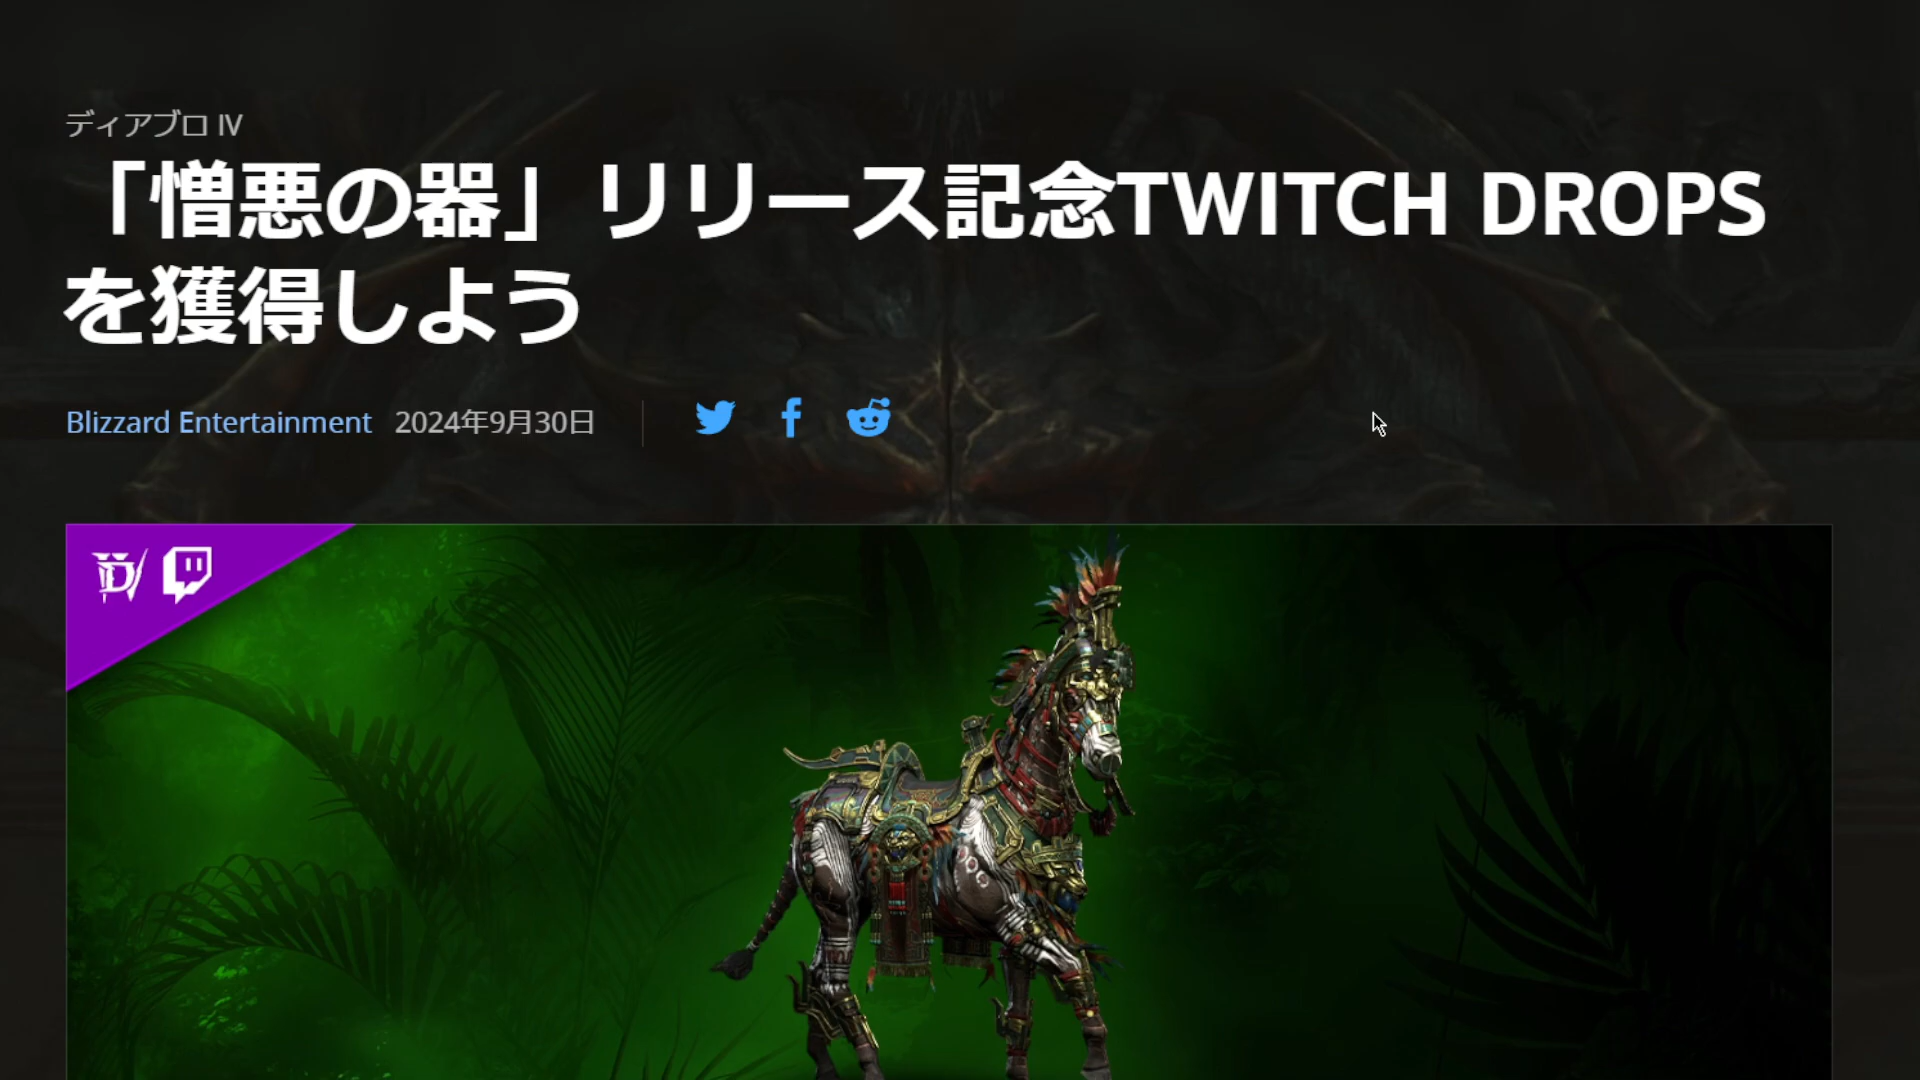 ディアブロ IV
「憎悪の器」リリース記念TWITCH DROPS
を獲得しよう
Blizzard Entertainment 2024年9月30日